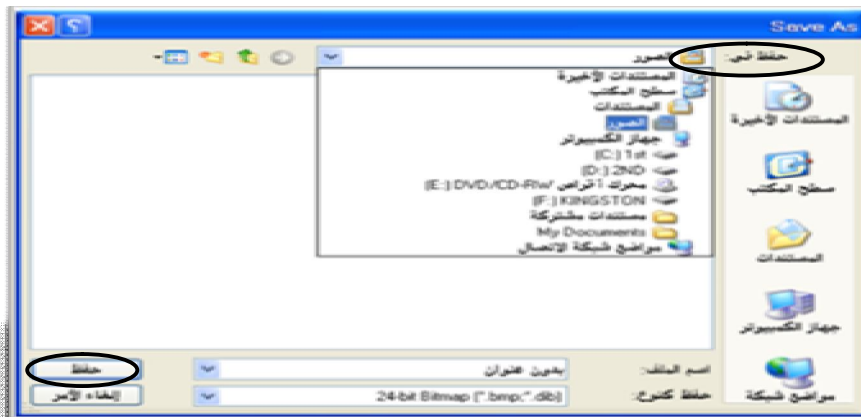 Save As
حفظ في:
الصور
المستندات الأخيرة
سطح المكتب
المستندات
الصور
جهاز الكمبيوتر
1st (C:)
2ND (D:)
محرك أقراص DVD/CD-RW (E:)
KINGSTON (F:)
مستندات مشتركة
My Documents
مواضع شبكة الاتصال
المستندات الأخيرة
سطح المكتب
المستندات
جهاز الكمبيوتر
مواضع شبكة
اسم الملف:
بدون عنوان
حفظ
حفظ كنوع:
24-bit Bitmap (*.bmp;*.dib)
إلغاء الأمر